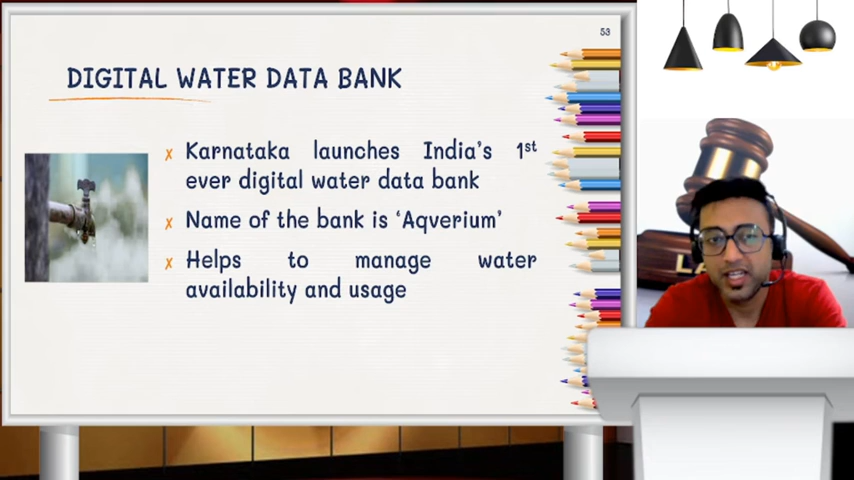 53
DIGITAL WATER DATA BANK
x Karnataka launches India's 1st
ever digital water data bank
x Name of the bank is 'Aqverium'
x Helps to manage water
availability and usage
LA